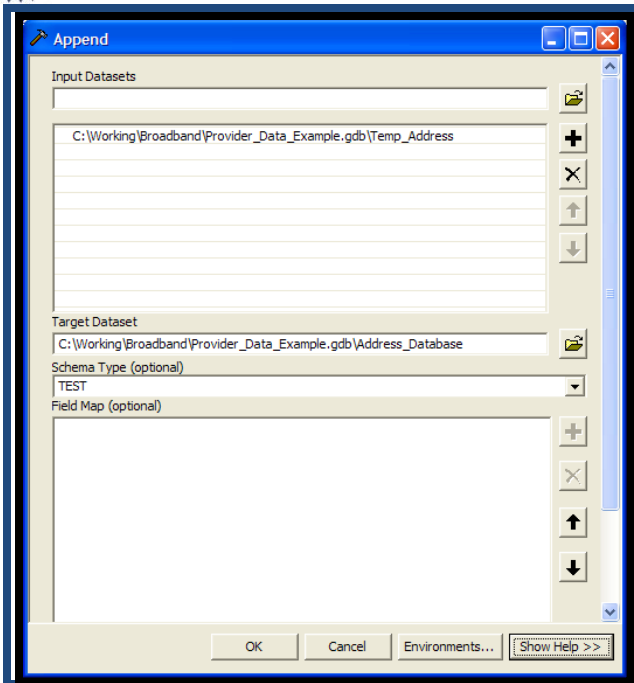 Append
Input Datasets
C:\Working\Broadband\Provider_Data_Example.gdb\Temp_Address
Target Dataset
C:\Working\Broadband\Provider_Data_Example.gdb\Address_Database
Schema Type (optional)
TEST
Field Map (optional)
OK Cancel Environments... Show Help >>